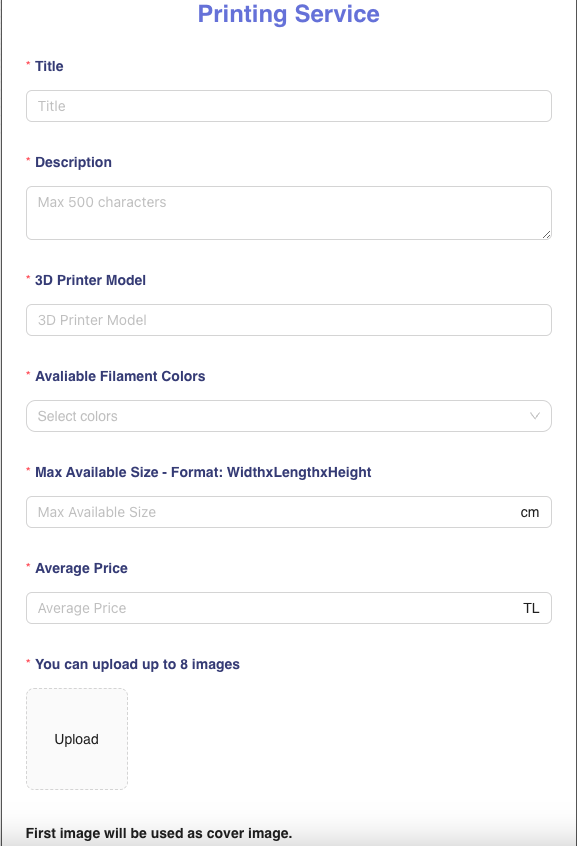 Printing Service
* Title
Title
* Description
Max 500 characters
* 3D Printer Model
3D Printer Model
* Avaliable Filament Colors
Select colors
* Max Available Size - Format: WidthxLengthxHeight
Max Available Size cm
* Average Price
Average Price TL
* You can upload up to 8 images
Upload
First image will be used as cover image.